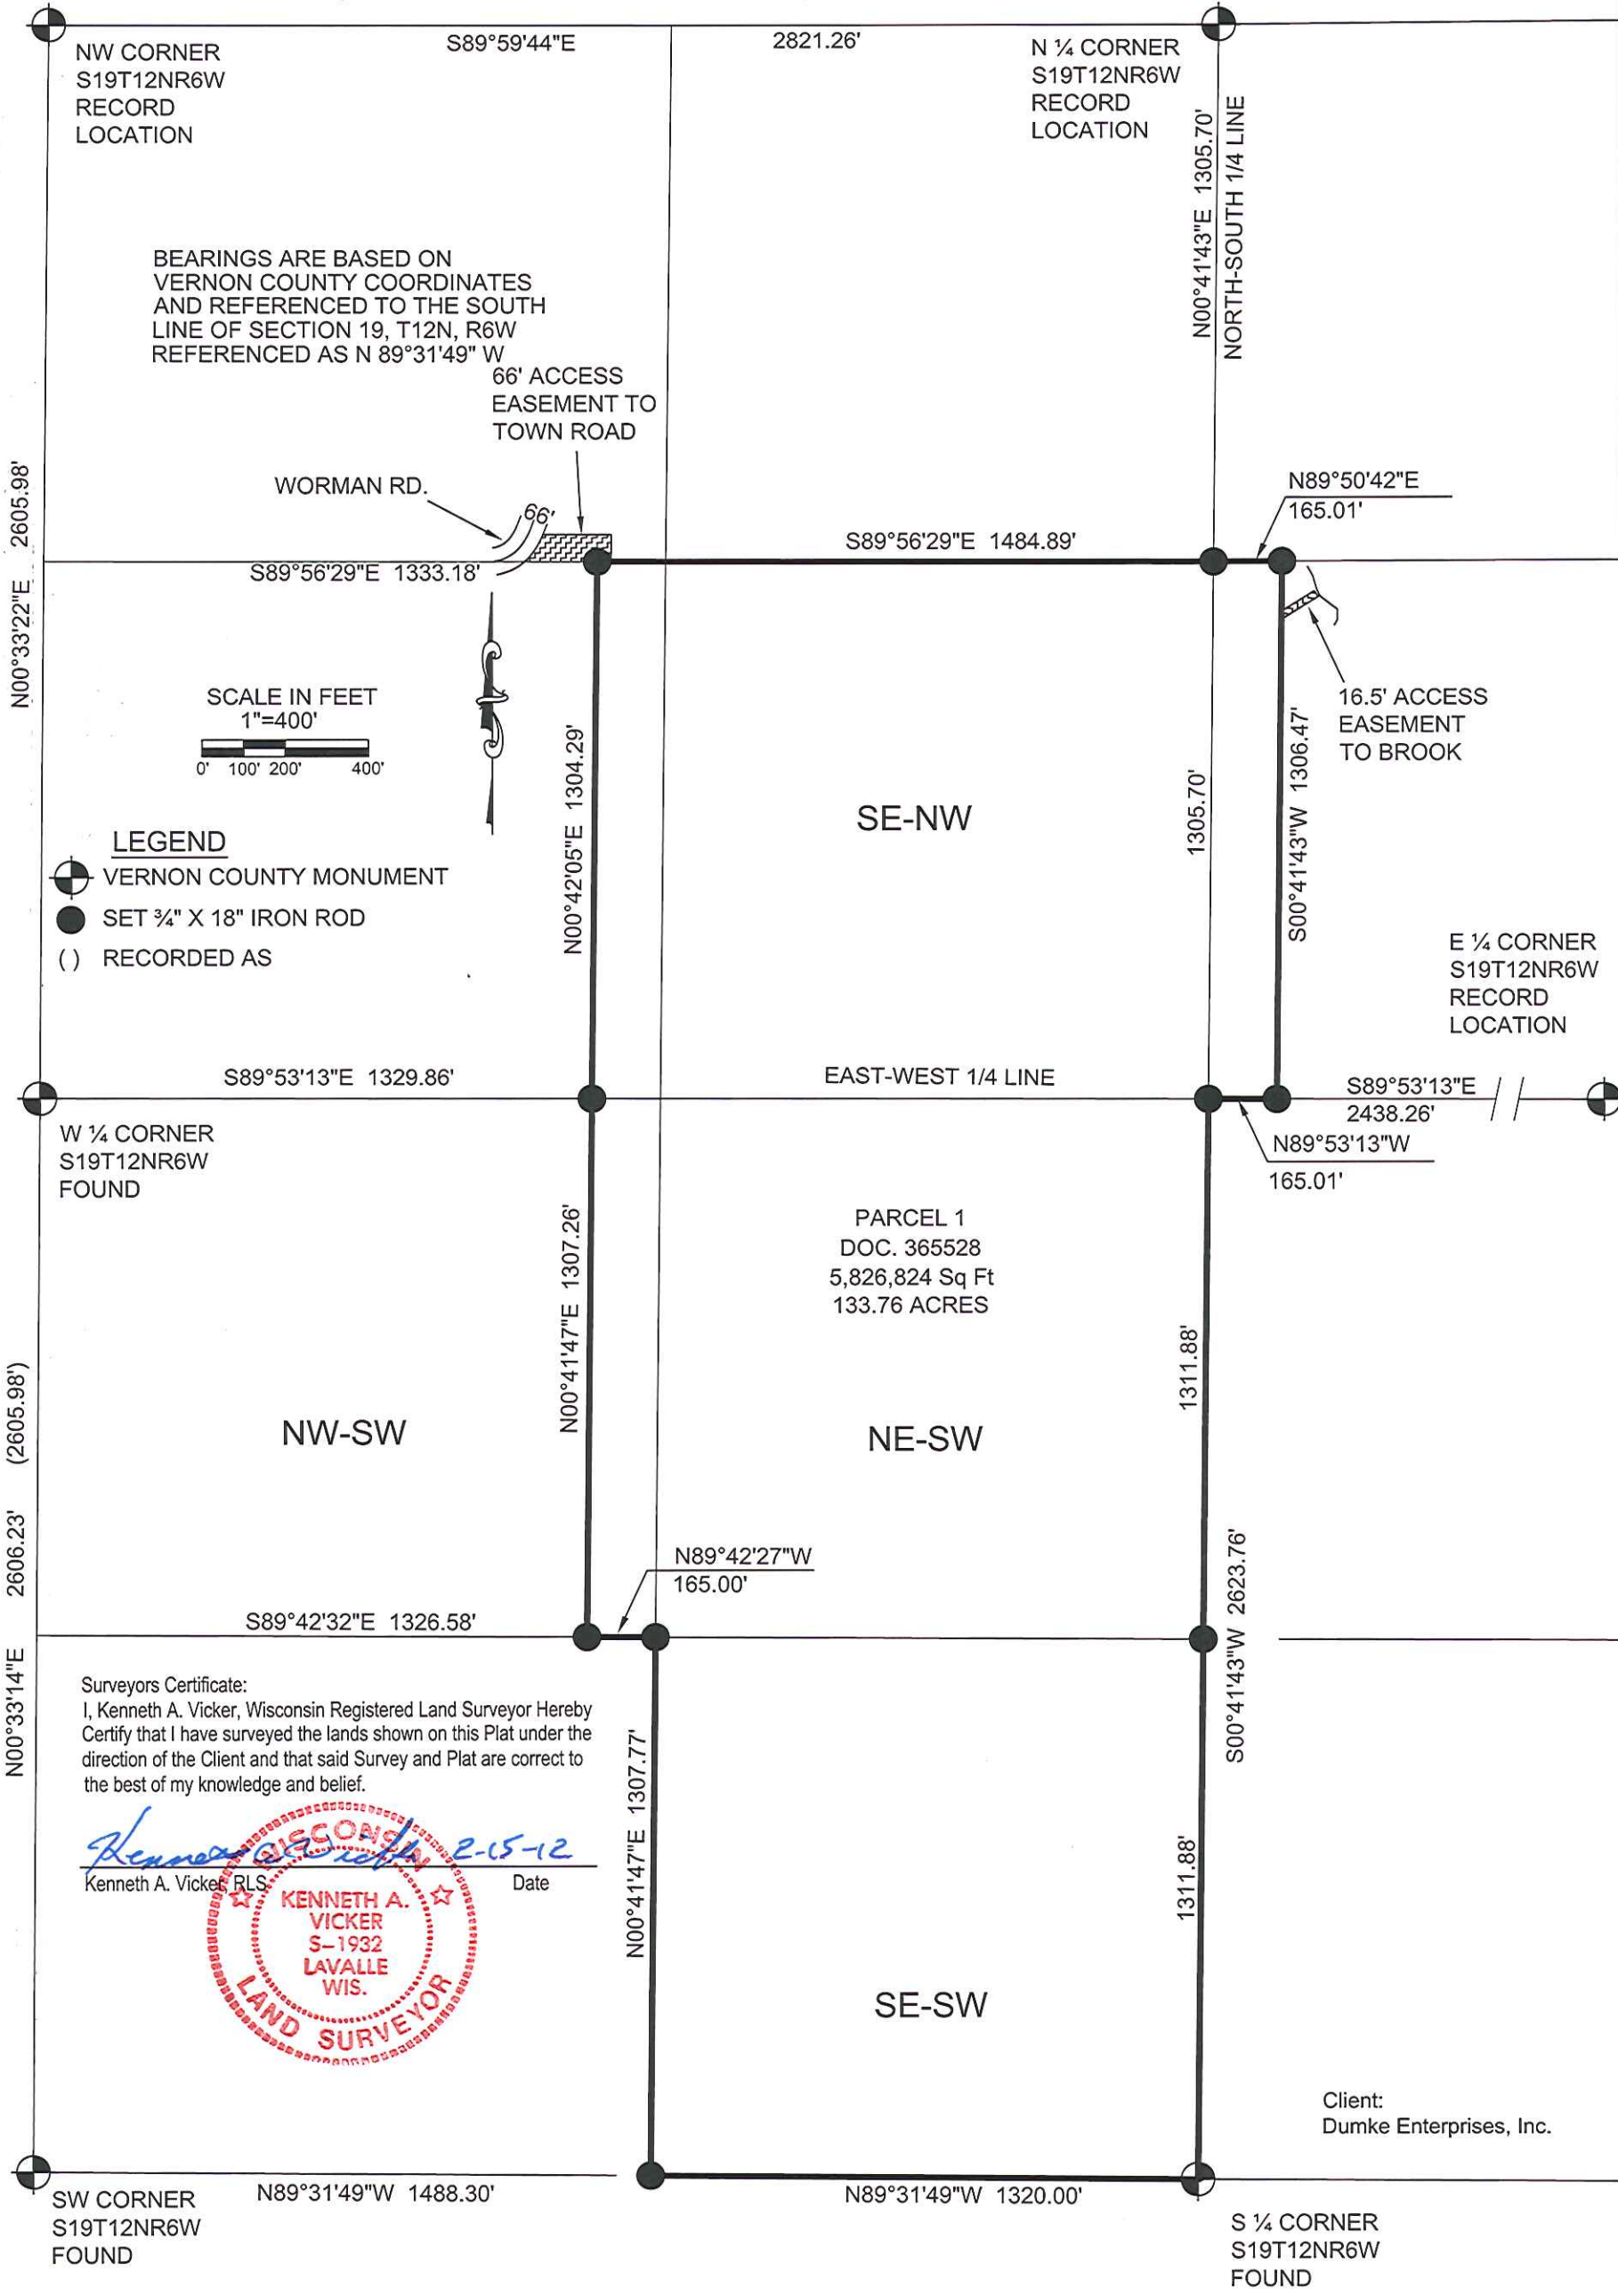 S89°59'44"E 2821.26'
NW CORNER
S19T12NR6W
RECORD
LOCATION
N ¼ CORNER
S19T12NR6W
RECORD
LOCATION
N00°41'43"E 1305.70'
NORTH-SOUTH 1/4 LINE
BEARINGS ARE BASED ON
VERNON COUNTY COORDINATES
AND REFERENCED TO THE SOUTH
LINE OF SECTION 19, T12N, R6W
REFERENCED AS N 89°31'49" W
66' ACCESS
EASEMENT TO
TOWN ROAD
WORMAN RD.
66'
N00°33'22"E 2605.98'
S89°56'29"E 1333.18'
S89°56'29"E 1484.89'
N89°50'42"E
165.01'
16.5' ACCESS
EASEMENT
TO BROOK
SCALE IN FEET
1"=400'
0' 100' 200' 400'
N00°42'05"E 1304.29'
SE-NW
1305.70'
S00°41'43"W 1306.47'
LEGEND
VERNON COUNTY MONUMENT
SET ¾" X 18" IRON ROD
( ) RECORDED AS
E ¼ CORNER
S19T12NR6W
RECORD
LOCATION
S89°53'13"E 1329.86'
EAST-WEST 1/4 LINE
S89°53'13"E
2438.26'
N89°53'13"W
165.01'
W ¼ CORNER
S19T12NR6W
FOUND
PARCEL 1
DOC. 365528
5,826,824 Sq Ft
133.76 ACRES
N00°41'47"E 1307.26'
1311.88'
NW-SW
NE-SW
N00°33'14"E 2606.23' (2605.98')
N89°42'27"W
165.00'
S89°42'32"E 1326.58'
S00°41'43"W 2623.76'
Surveyors Certificate:
I, Kenneth A. Vicker, Wisconsin Registered Land Surveyor Hereby
Certify that I have surveyed the lands shown on this Plat under the
direction of the Client and that said Survey and Plat are correct to
the best of my knowledge and belief.
Kenneth A Vicker 2-15-12
Kenneth A. Vicker, RLS Date
WISCONSIN
KENNETH A.
VICKER
S-1932
LAVALLE
WIS.
LAND SURVEYOR
N00°41'47"E 1307.77'
1311.88'
SE-SW
Client:
Dumke Enterprises, Inc.
SW CORNER
S19T12NR6W
FOUND
N89°31'49"W 1488.30'
N89°31'49"W 1320.00'
S ¼ CORNER
S19T12NR6W
FOUND